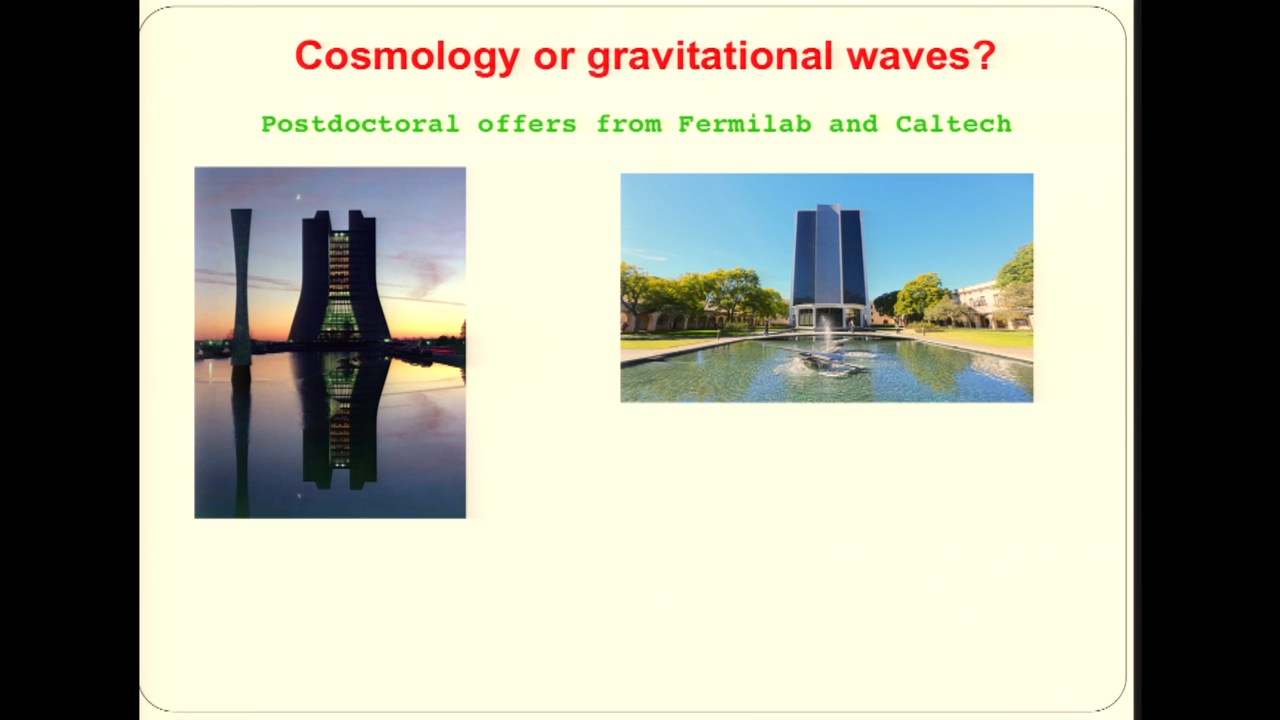 Cosmology or gravitational waves?
Postdoctoral offers from Fermilab and Caltech